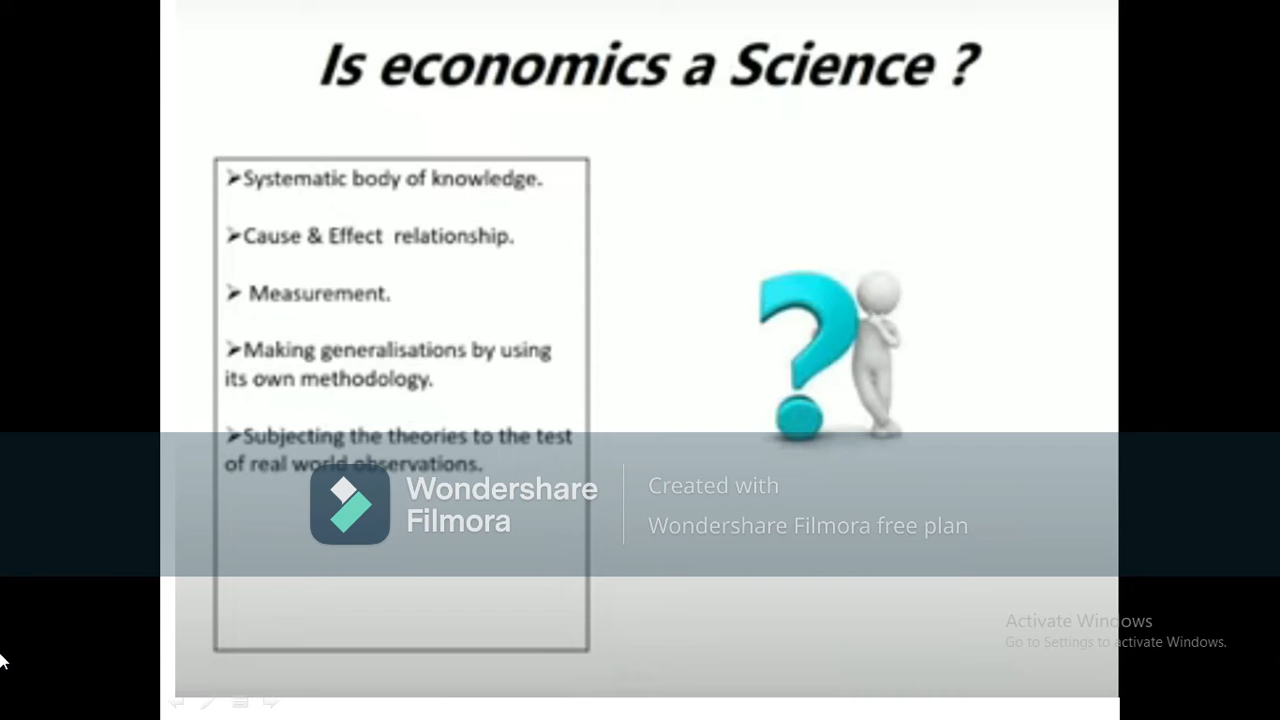 Is economics a Science ?
➢Systematic body of knowledge.
➢Cause & Effect relationship.
➢ Measurement.
➢Making generalisations by using
its own methodology.
➢Subjecting the theories to the test
of real world observations.
Wondershare
Filmora
Created with
Wondershare Filmora free plan
Activate Windows
Go to Settings to activate Windows.